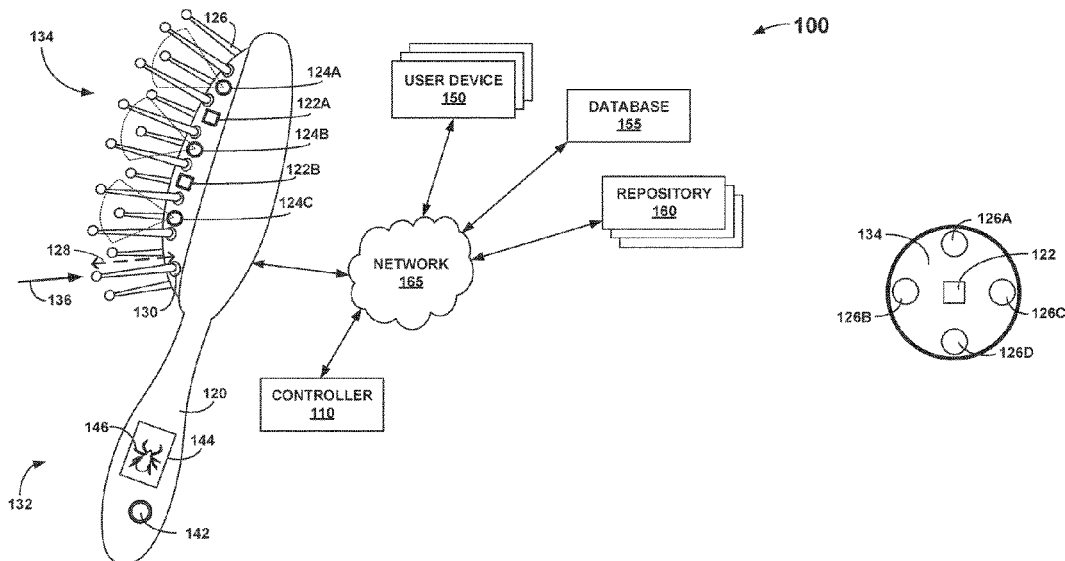 100
126
134
124A
122A
124B
122B
124C
128
136
130
USER DEVICE
150
DATABASE
155
REPOSITORY
160
NETWORK
165
CONTROLLER
110
120
146
144
132
142
126A
134
122
126B
126C
126D